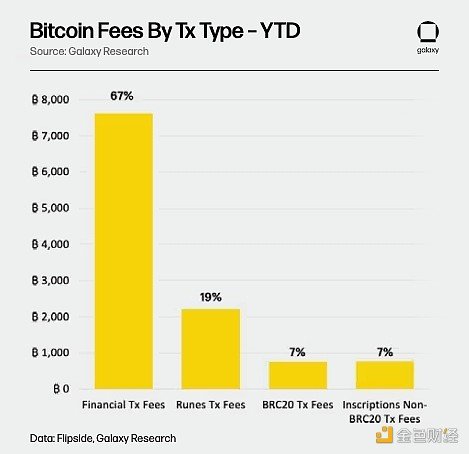 Bitcoin Fees By Tx Type – YTD
Source: Galaxy Research
galaxy
₿ 8,000
₿ 7,000
₿ 6,000
₿ 5,000
₿ 4,000
₿ 3,000
₿ 2,000
₿ 1,000
₿ 0
67%
19%
7%
7%
Financial Tx Fees
Runes Tx Fees
BRC20 Tx Fees
Inscriptions Non-
BRC20 Tx Fees
Data: Flipside, Galaxy Research
金色财经